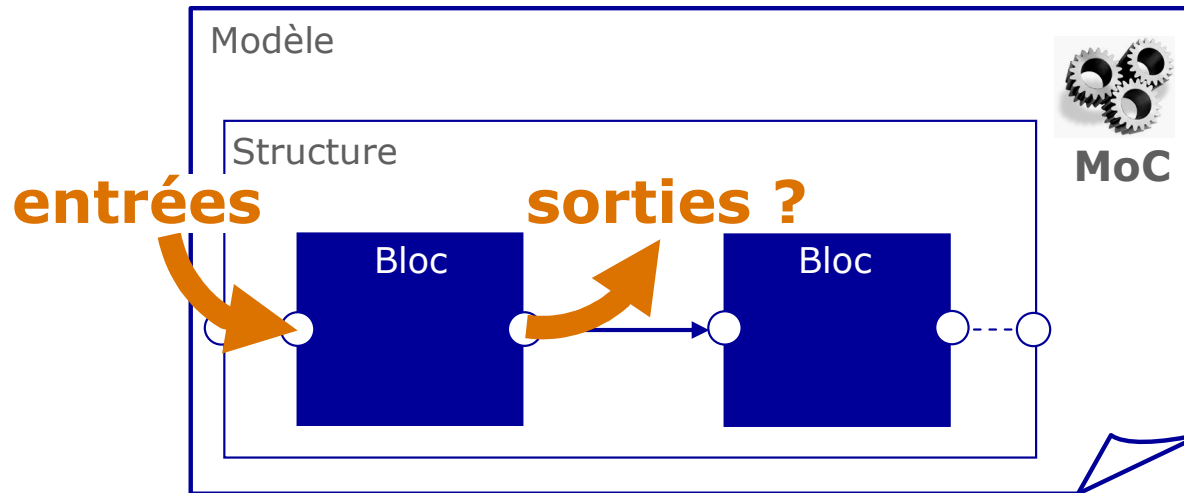 Modèle
MoC
Structure
entrées
sorties ?
Bloc
Bloc